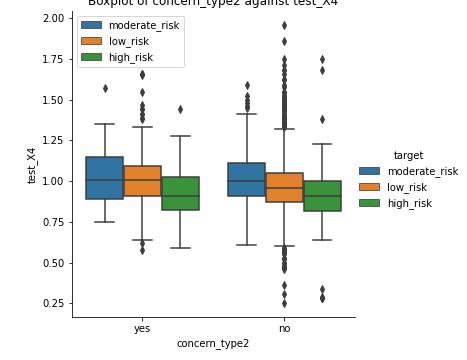 Boxplot of concern_type2 against test_X4
2.00
1.75
1.50
1.25
1.00
0.75
0.50
0.25
test_X4
moderate_risk
low_risk
high_risk
yes
no
concern_type2
target
moderate_risk
low_risk
high_risk